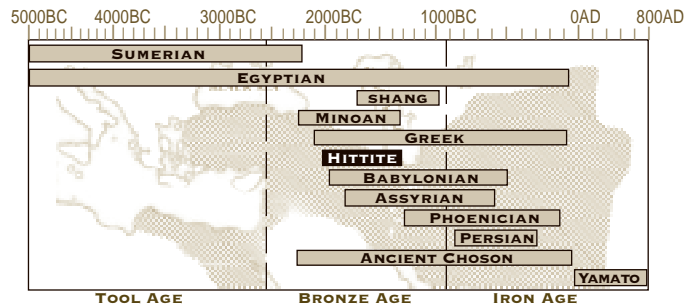 5000BC 4000BC 3000BC 2000BC 1000BC 0AD 800AD
SUMERIAN
EGYPTIAN
SHANG
MINOAN
GREEK
HITTITE
BABYLONIAN
ASSYRIAN
PHOENICIAN
PERSIAN
ANCIENT CHOSON
YAMATO
TOOL AGE BRONZE AGE IRON AGE